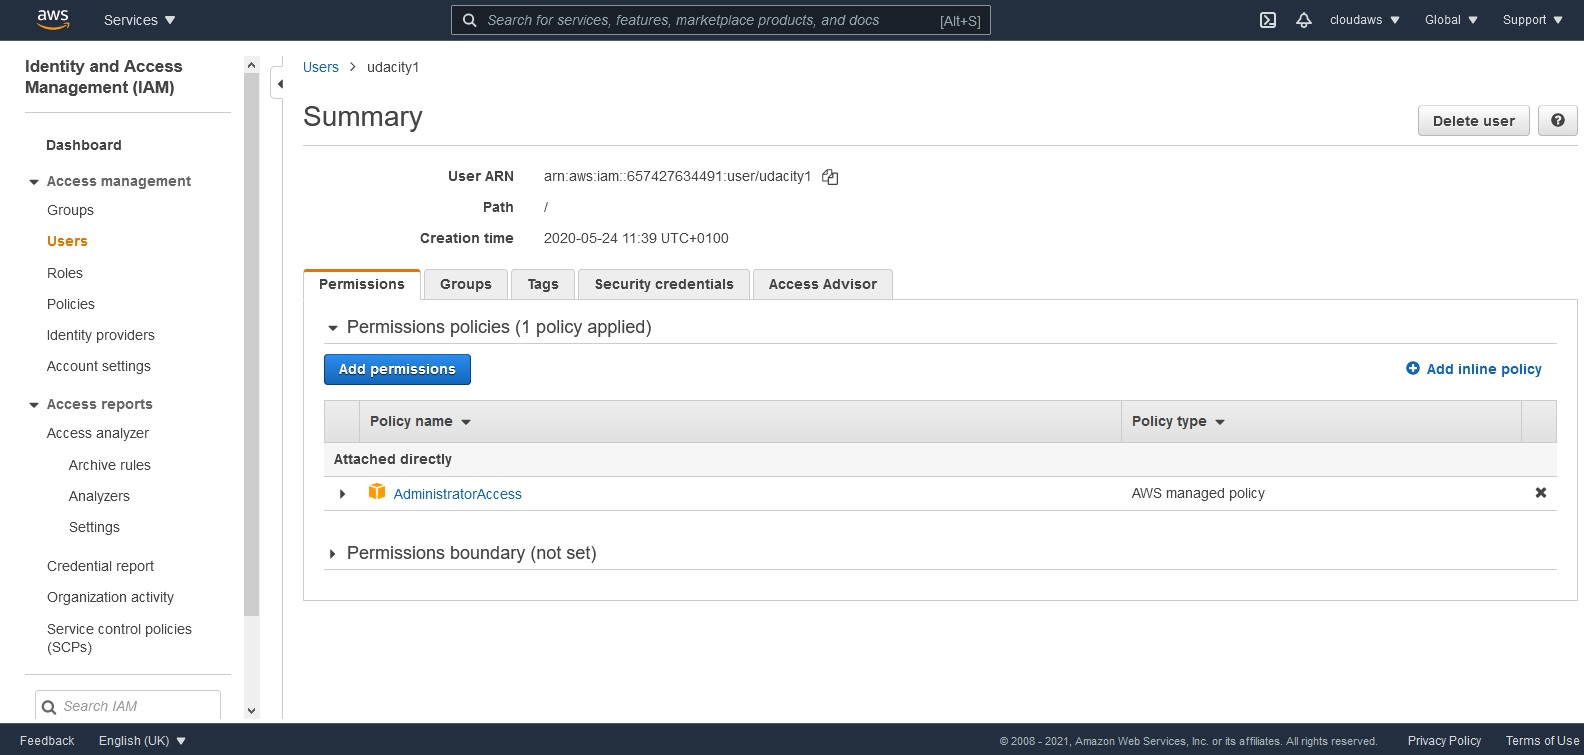 aws
Services
Search for services, features, marketplace products, and docs
[Alt+S]
cloudaws
Global
Support
Identity and Access
Management (IAM)
Dashboard
Access management
Groups
Users
Roles
Policies
Identity providers
Account settings
Access reports
Access analyzer
Archive rules
Analyzers
Settings
Credential report
Organization activity
Service control policies
(SCPs)
Search IAM
Users > udacity1
Summary
Delete user
User ARN arn:aws:iam::657427634491:user/udacity1
Path /
Creation time 2020-05-24 11:39 UTC+0100
Permissions Groups Tags Security credentials Access Advisor
Permissions policies (1 policy applied)
Add permissions
Add inline policy
Policy name Policy type
Attached directly
AdministratorAccess AWS managed policy
Permissions boundary (not set)
Feedback English (UK)
© 2008 - 2021, Amazon Web Services, Inc. or its affiliates. All rights reserved.
Privacy Policy
Terms of Use